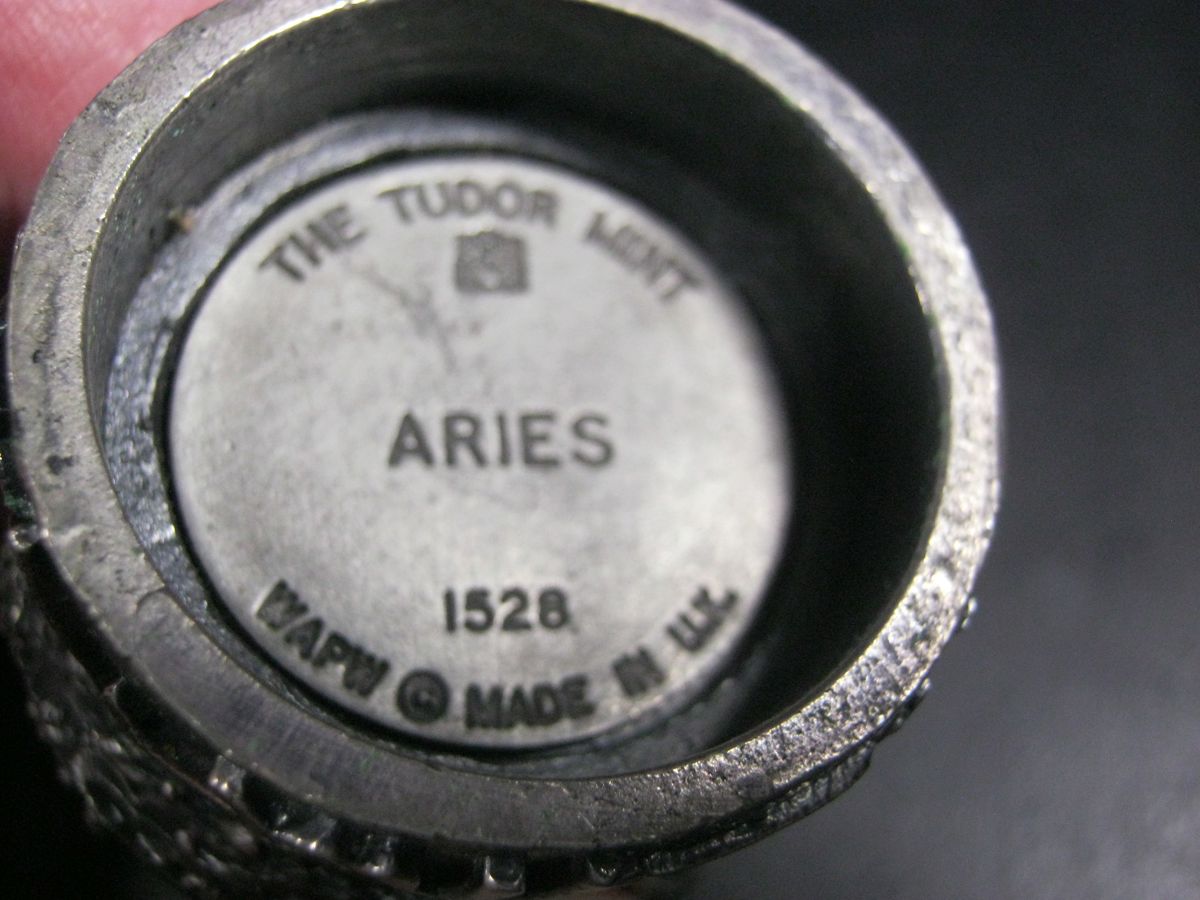 THE TUDOR MINT
ARIES
1528
WAPW © MADE IN U.K.